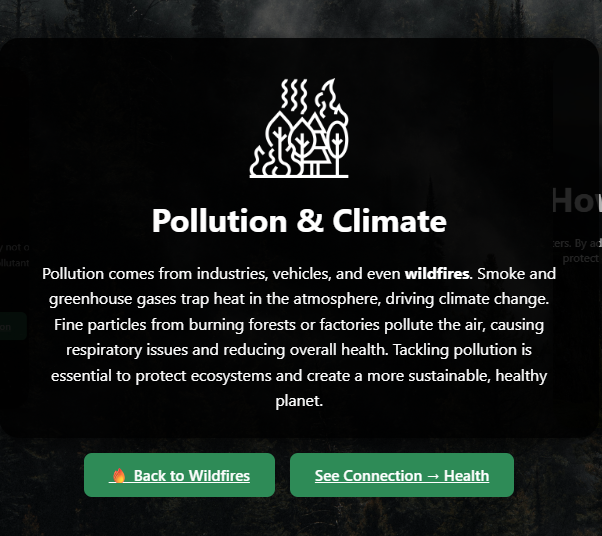 Pollution & Climate
Pollution comes from industries, vehicles, and even wildfires. Smoke and
greenhouse gases trap heat in the atmosphere, driving climate change.
Fine particles from burning forests or factories pollute the air, causing
respiratory issues and reducing overall health. Tackling pollution is
essential to protect ecosystems and create a more sustainable, healthy
planet.
🔥 Back to Wildfires
See Connection → Health
How
y not o
ollutant
ters. By ad
protect